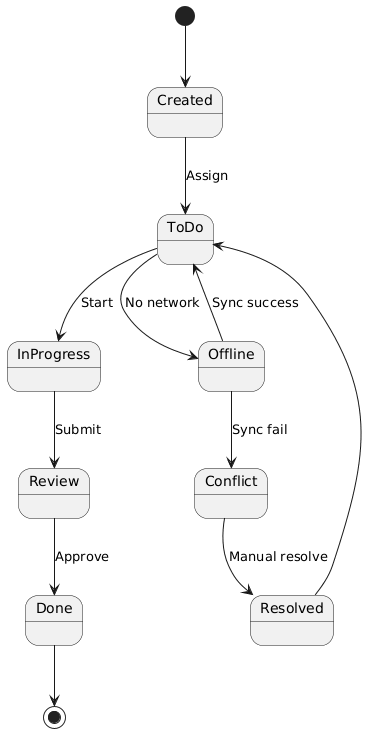 Created
Assign
ToDo
Start
No network
Sync success
InProgress
Offline
Submit
Sync fail
Review
Conflict
Approve
Manual resolve
Done
Resolved